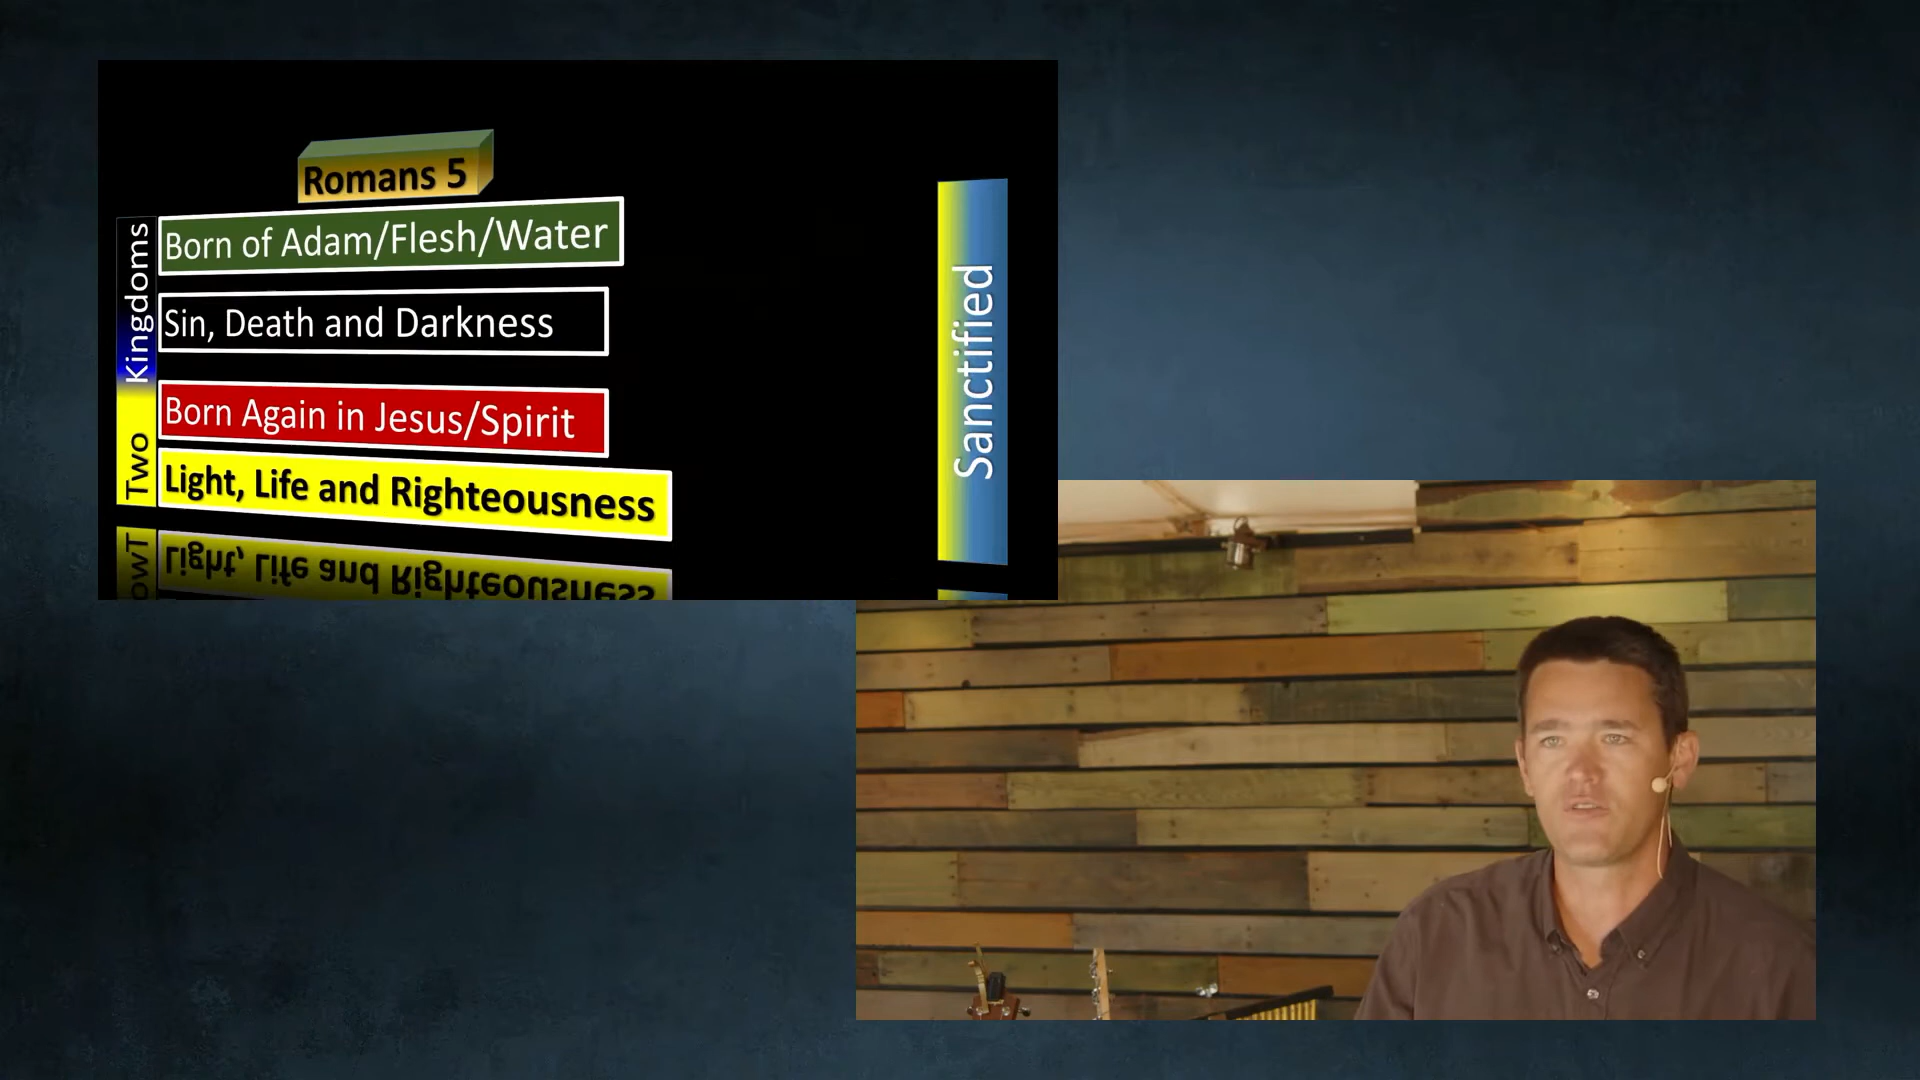 Romans 5
Two Kingdoms
Born of Adam/Flesh/Water
Sin, Death and Darkness
Born Again in Jesus/Spirit
Light, Life and Righteousness
Sanctified